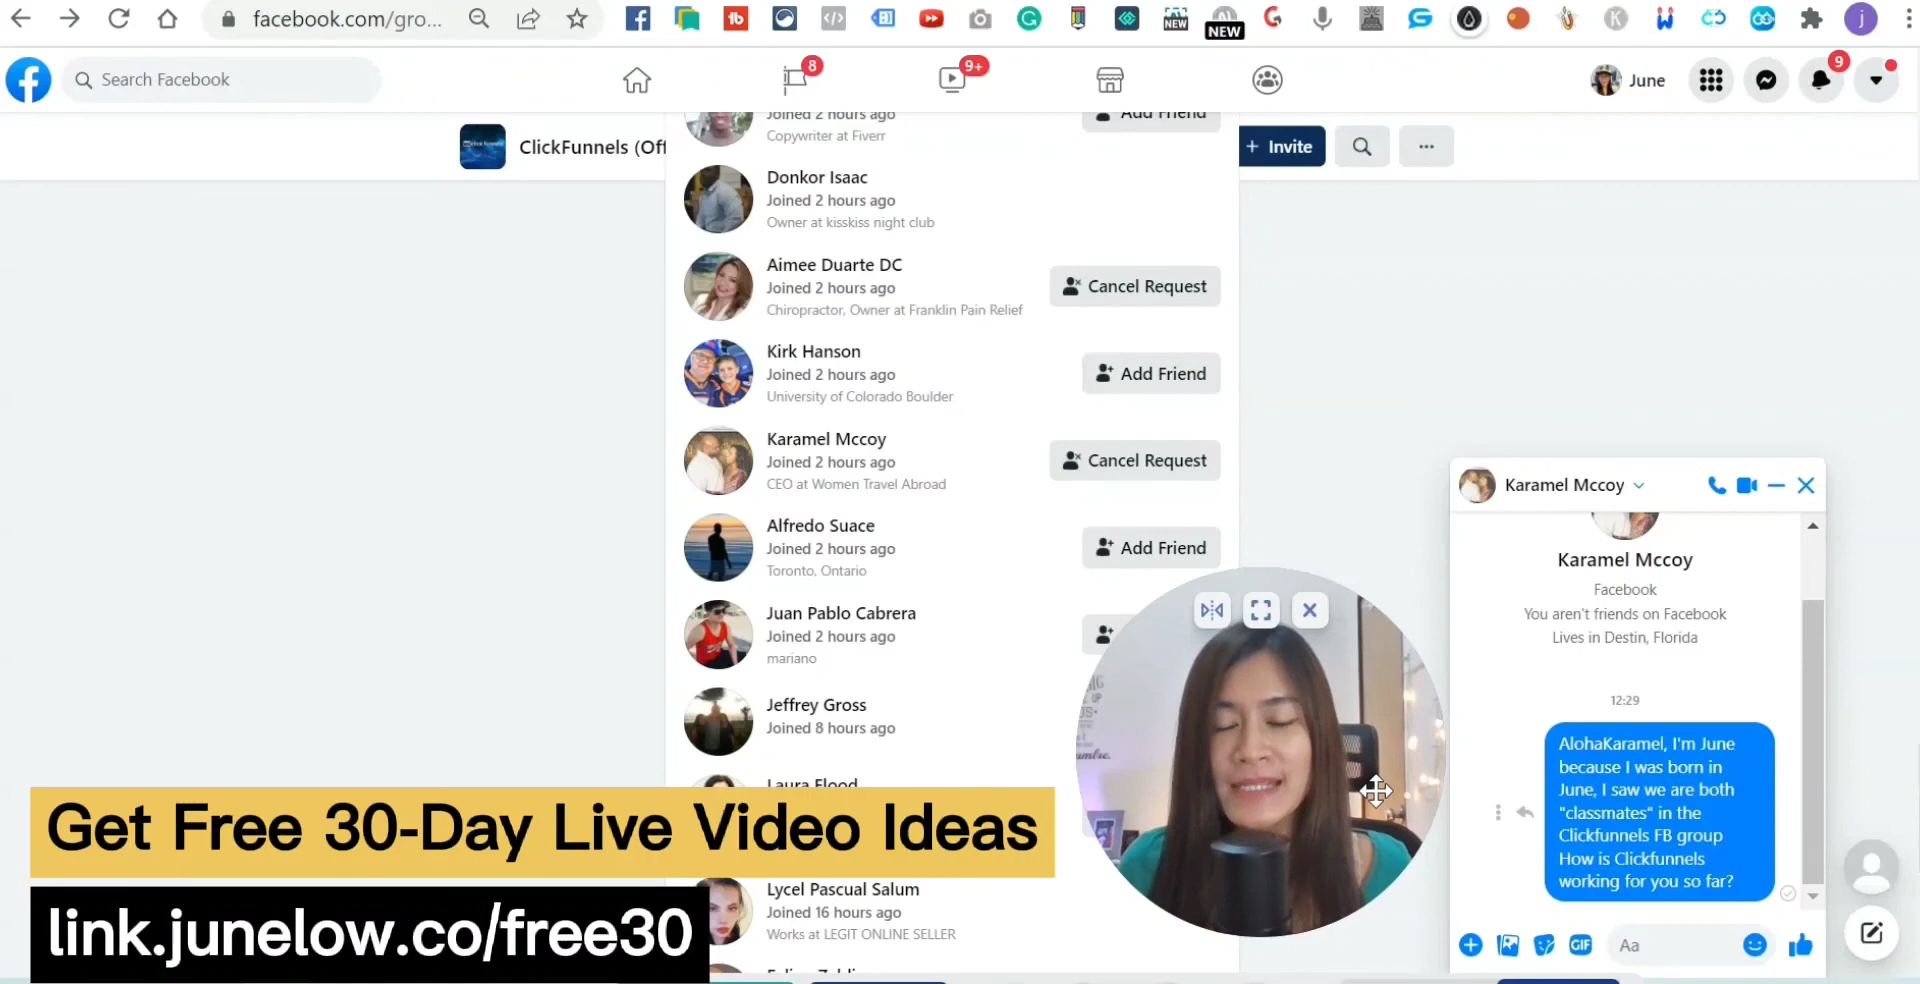 facebook.com/gro...
NEW
NEW
j
Search Facebook
8
9+
June
9
ClickFunnels (Off
+ Invite
Joined 2 hours ago
Copywriter at Fiverr
Add Friend
Donkor Isaac
Joined 2 hours ago
Owner at kisskiss night club
Aimee Duarte DC
Joined 2 hours ago
Chiropractor, Owner at Franklin Pain Relief
Cancel Request
Kirk Hanson
Joined 2 hours ago
University of Colorado Boulder
Add Friend
Karamel Mccoy
Joined 2 hours ago
CEO at Women Travel Abroad
Cancel Request
Alfredo Suace
Joined 2 hours ago
Toronto, Ontario
Add Friend
Juan Pablo Cabrera
Joined 2 hours ago
mariano
Jeffrey Gross
Joined 8 hours ago
Laura Flood
Lycel Pascual Salum
Joined 16 hours ago
Works at LEGIT ONLINE SELLER
Get Free 30-Day Live Video Ideas
link.junelow.co/free30
Karamel Mccoy
Karamel Mccoy
Facebook
You aren't friends on Facebook
Lives in Destin, Florida
12:29
AlohaKaramel, I'm June
because I was born in
June, I saw we are both
"classmates" in the
Clickfunnels FB group
How is Clickfunnels
working for you so far?
GIF
Aa